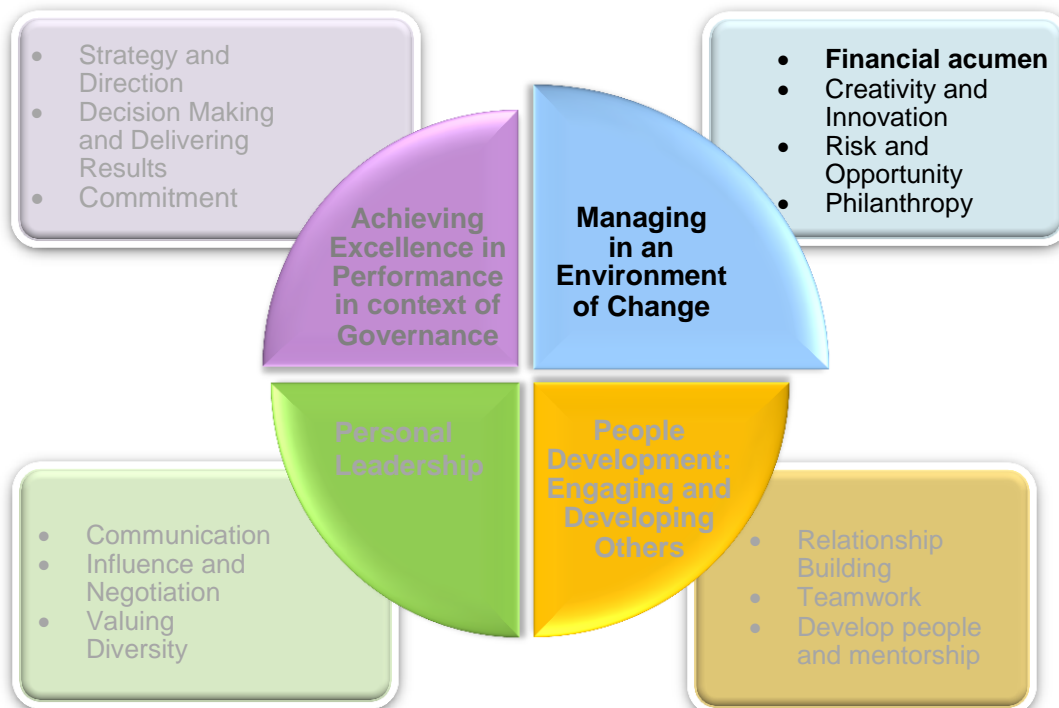 • Strategy and
Direction
• Decision Making
and Delivering
Results
• Commitment
• Financial acumen
• Creativity and
Innovation
• Risk and
Opportunity
• Philanthropy
Achieving
Excellence in
Performance
in context of
Governance
Managing
in an
Environment
of Change
Personal
Leadership
People
Development:
Engaging and
Developing
Others
• Communication
• Influence and
Negotiation
• Valuing
Diversity
• Relationship
Building
• Teamwork
• Develop people
and mentorship